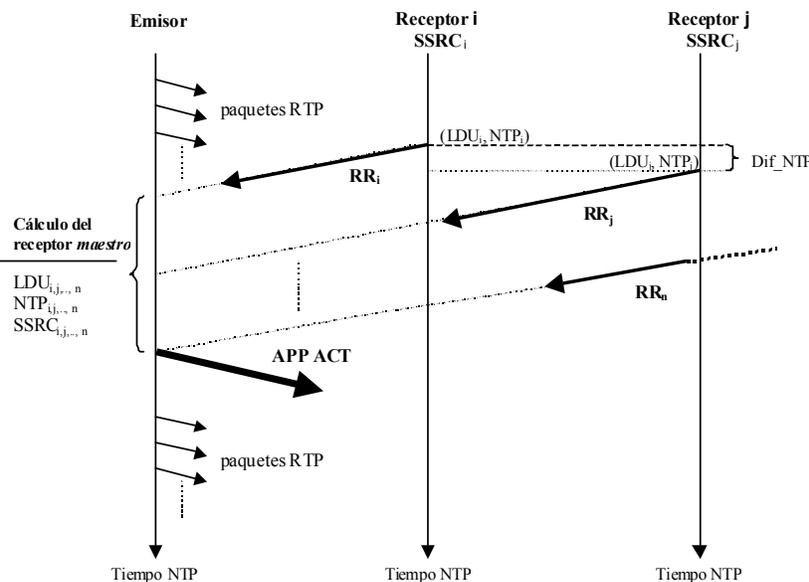 Emisor
Receptor i
SSRCi
Receptor j
SSRCj
paquetes RTP
(LDUi, NTPi)
(LDUj, NTPj)
Dif_NTP
RRi
RRj
Cálculo del
receptor maestro
LDUi,j,.., n
NTPi,j,.., n
SSRCi,j,.., n
RRn
APP ACT
paquetes RTP
Tiempo NTP
Tiempo NTP
Tiempo NTP